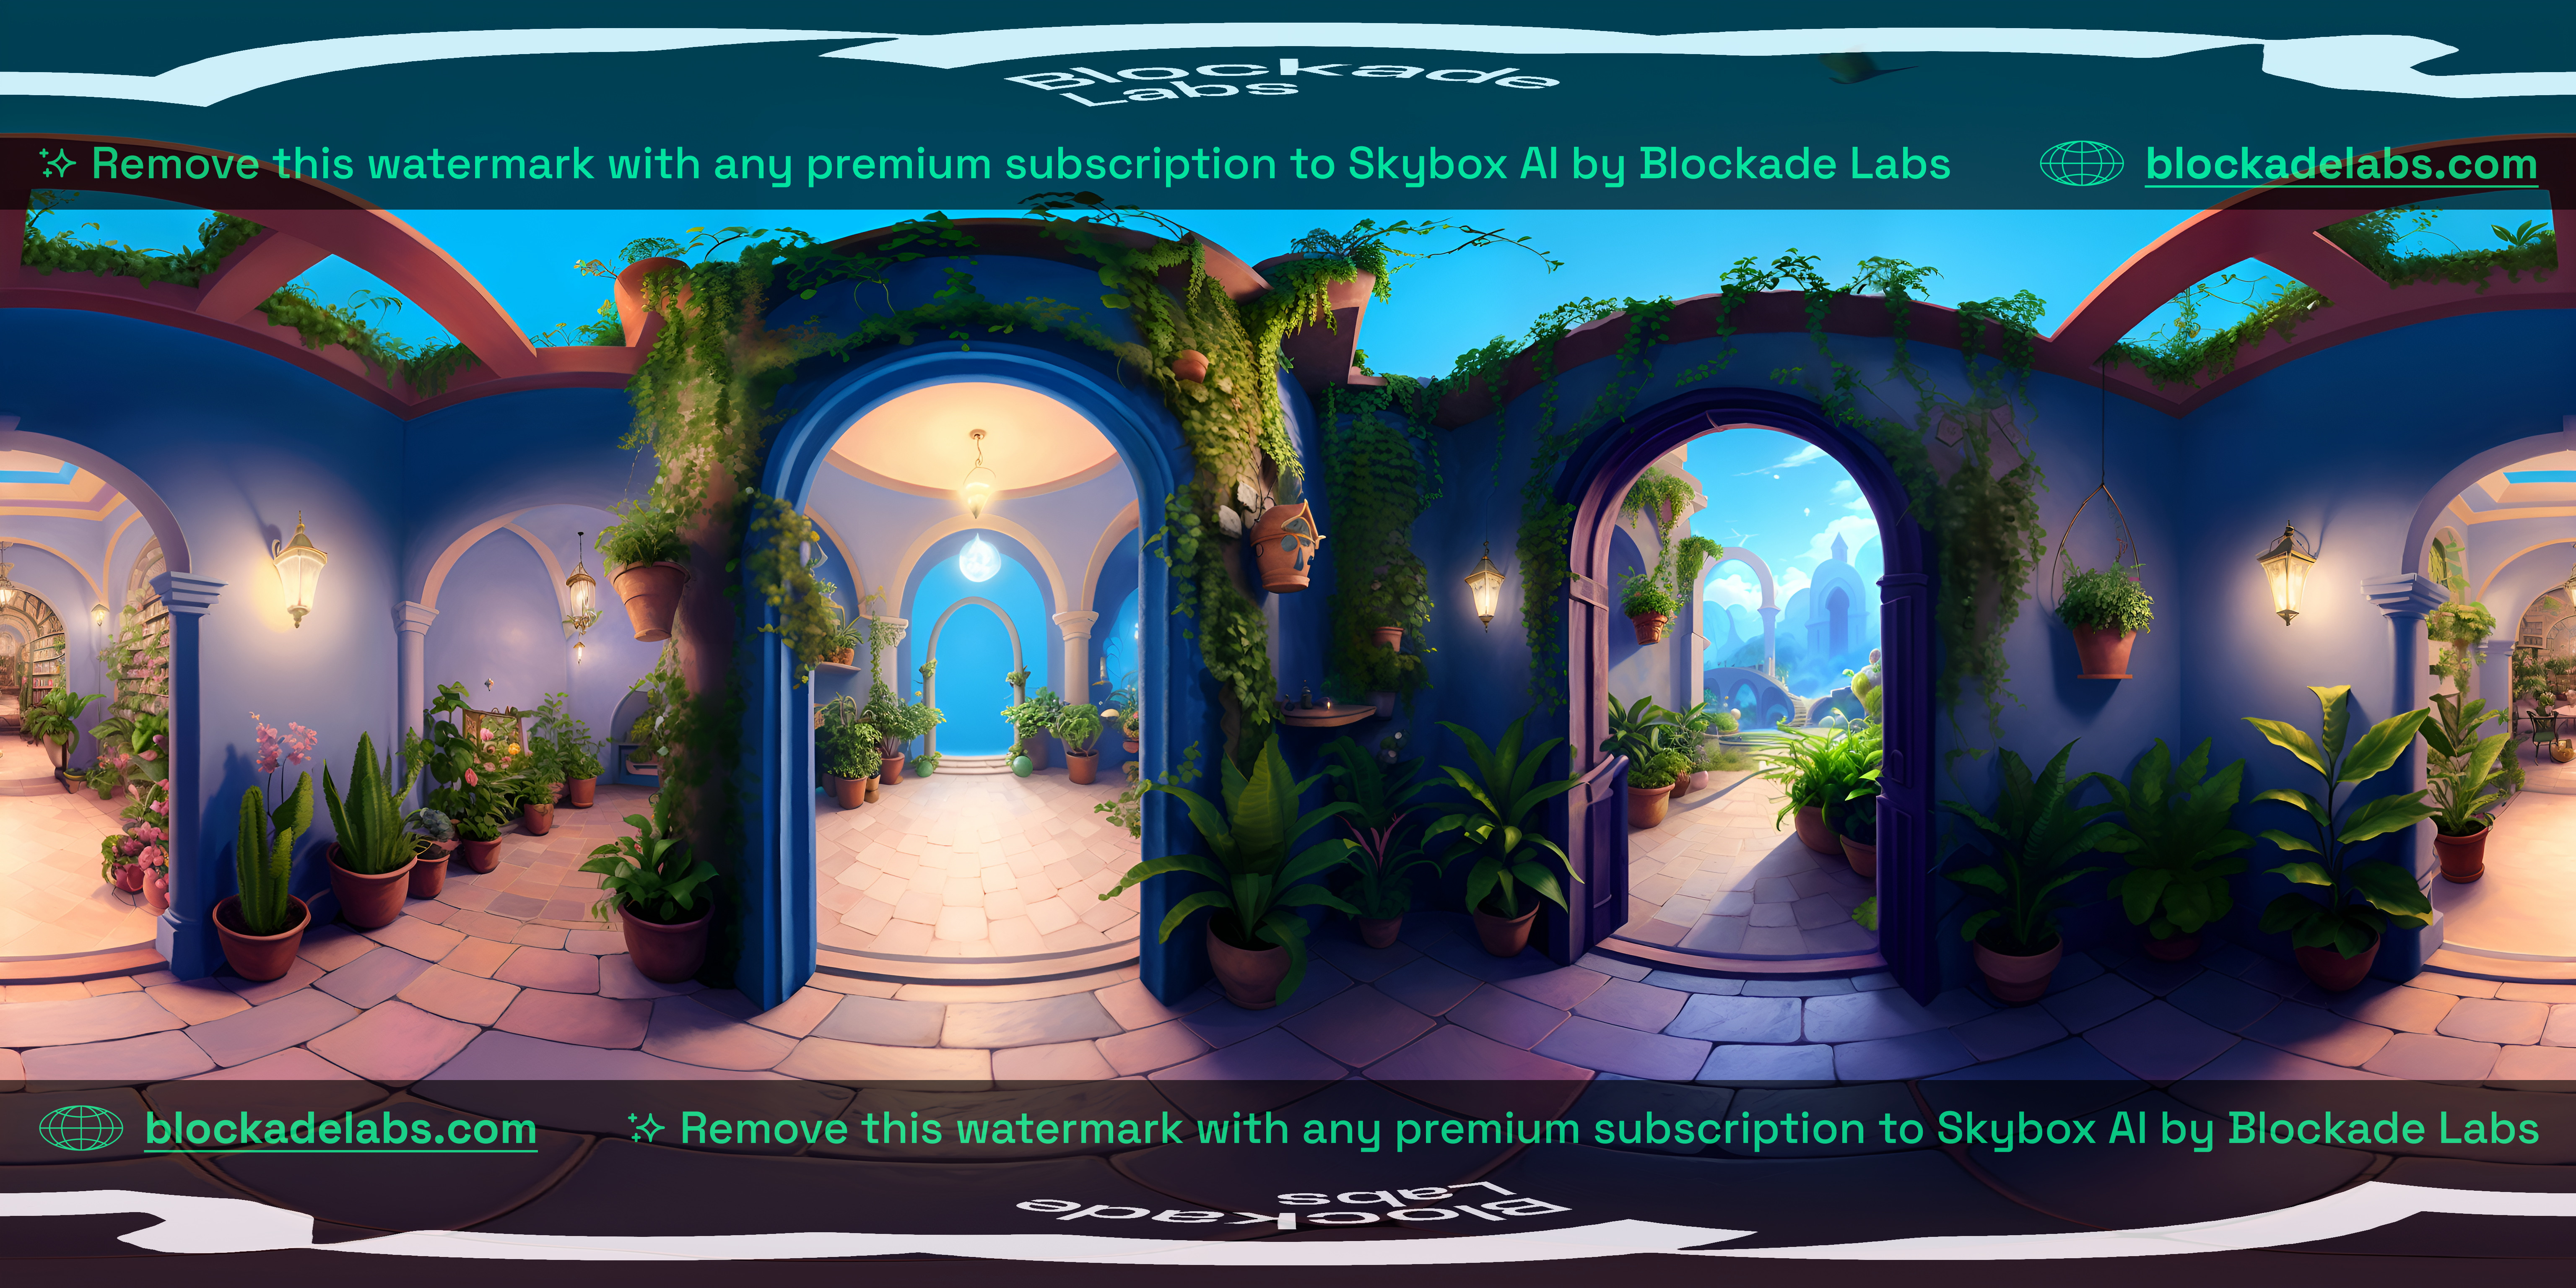 Blockade
Labs
Remove this watermark with any premium subscription to Skybox AI by Blockade Labs
blockadelabs.com
blockadelabs.com
Remove this watermark with any premium subscription to Skybox AI by Blockade Labs
Labs
Blockade